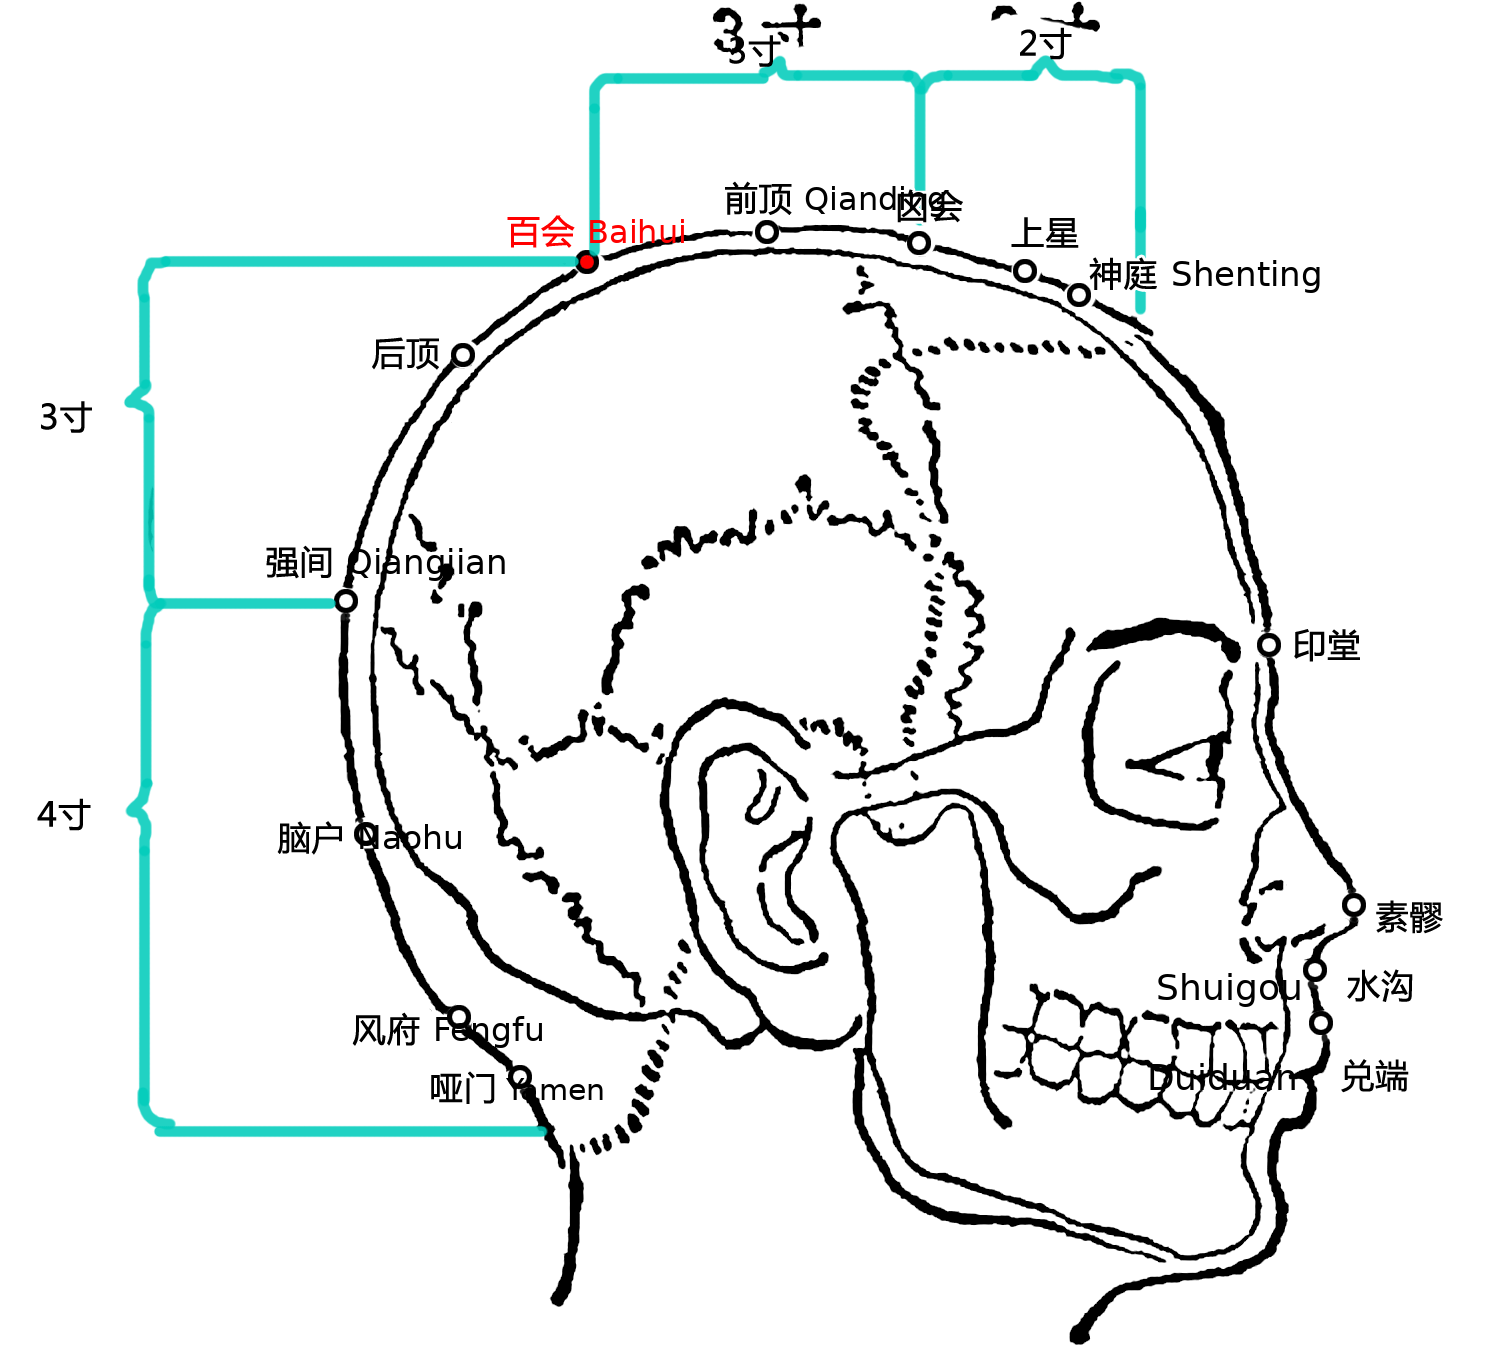 3寸
3寸
2寸
前顶 Qianding
囟会
百会 Baihui
上星
神庭 Shenting
后顶
3寸
强间 Qiangjian
印堂
4寸
脑户 Naohu
素髎
Shuigou 水沟
风府 Fengfu
哑门 Yamen
Duiduan 兑端